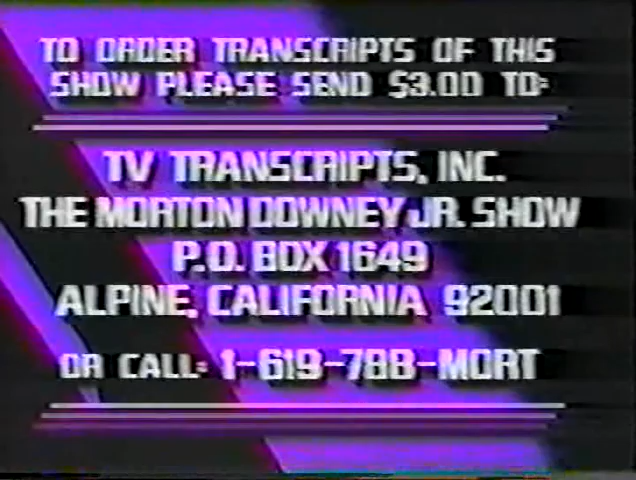 TO ORDER TRANSCRIPTS OF THIS
SHOW PLEASE SEND $3.00 TO:
TV TRANSCRIPTS, INC.
THE MORTON DOWNEY JR. SHOW
P.O. BOX 1649
ALPINE, CALIFORNIA 92001
OR CALL: 1-619-788-MORT